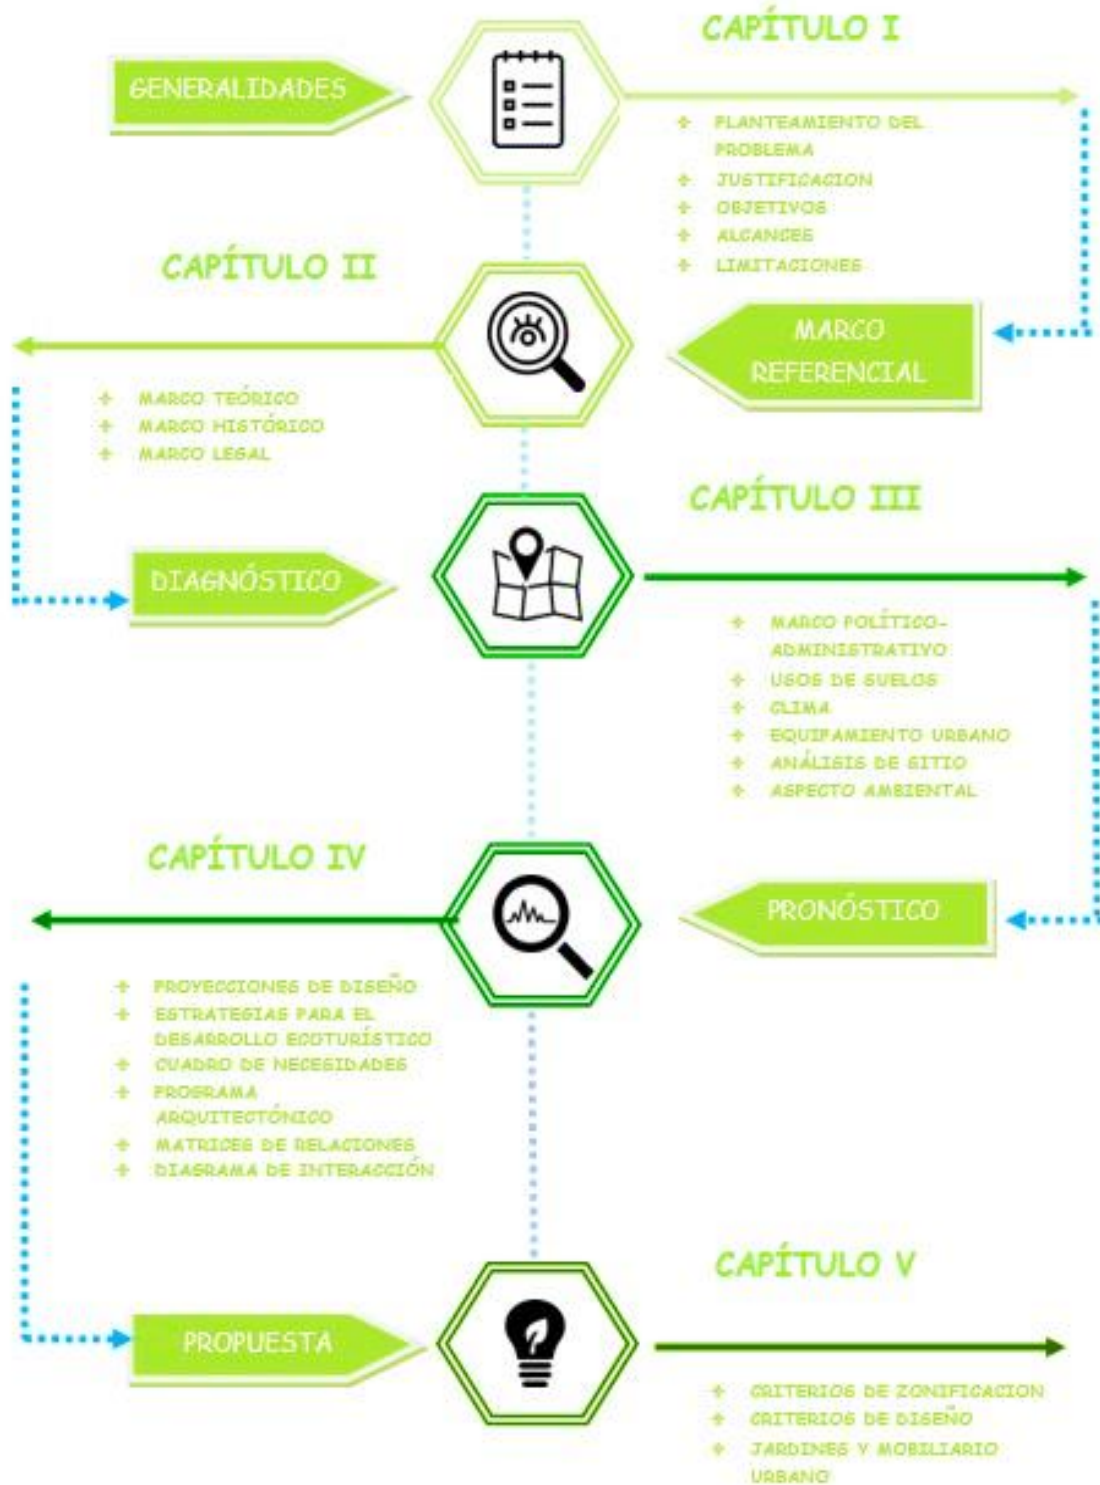 CAPÍTULO I
GENERALIDADES
PLANTEAMIENTO DEL
PROBLEMA
JUSTIFICACION
OBJETIVOS
ALCANCES
LIMITACIONES
CAPÍTULO II
MARCO
REFERENCIAL
MARCO TEÓRICO
MARCO HISTÓRICO
MARCO LEGAL
CAPÍTULO III
DIAGNÓSTICO
MARCO POLÍTICO-
ADMINISTRATIVO
USOS DE SUELOS
CLIMA
EQUIPAMIENTO URBANO
ANÁLISIS DE SITIO
ASPECTO AMBIENTAL
CAPÍTULO IV
PRONÓSTICO
PROYECCIONES DE DISEÑO
ESTRATEGIAS PARA EL
DESARROLLO ECOTURÍSTICO
CUADRO DE NECESIDADES
PROGRAMA
ARQUITECTÓNICO
MATRICES DE RELACIONES
DIAGRAMA DE INTERACCIÓN
CAPÍTULO V
PROPUESTA
CRITERIOS DE ZONIFICACION
CRITERIOS DE DISEÑO
JARDINES Y MOBILIARIO
URBANO